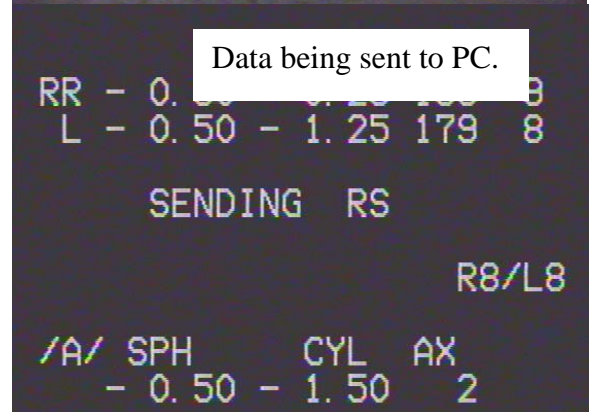 Data being sent to PC.
RR - 0.
L - 0.50 - 1.25 179 8
SENDING RS
R8/L8
/A/ SPH CYL AX
- 0.50 - 1.50 2